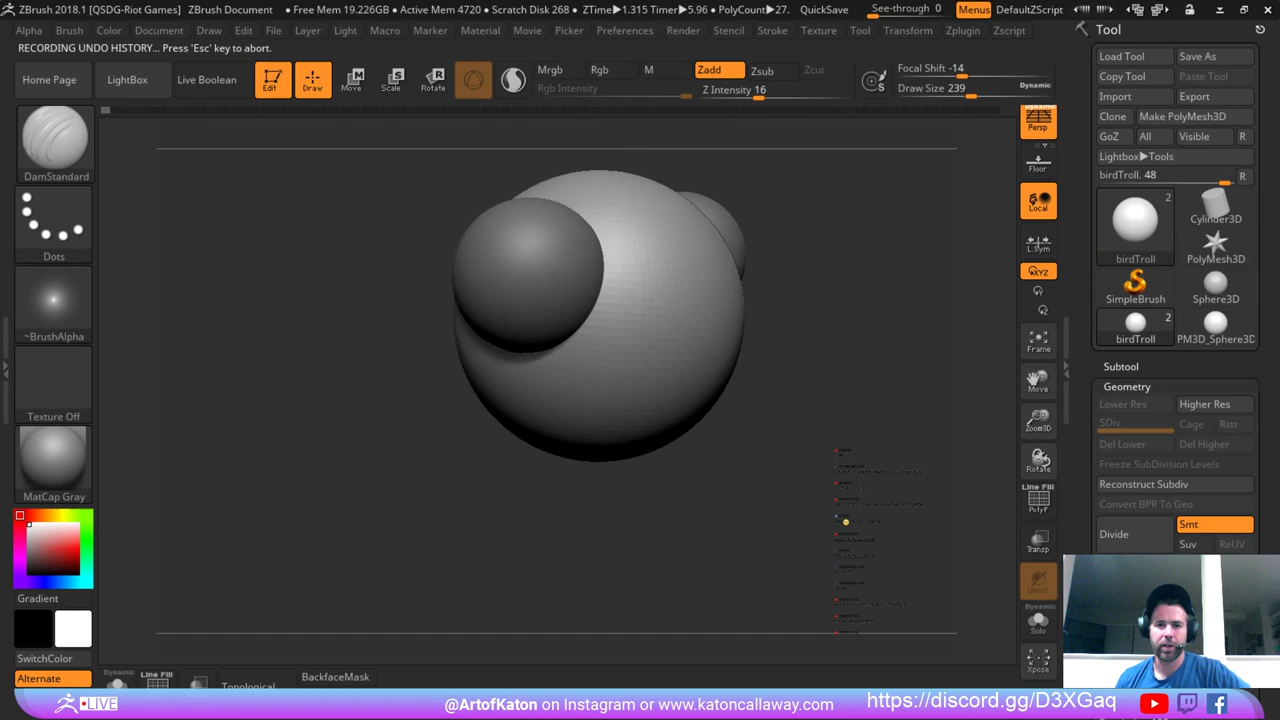 ZBrush 2018.1 [QSDG-Riot Games] ZBrush Document • Free Mem 19.226GB • Active Mem 4720 • Scratch Disk 268 • ZTime▶1.315 Timer▶5.96 • PolyCount▶27. QuickSave See-through 0 Menus DefaultZScript
Alpha Brush Color Document Draw Edit File Layer Light Macro Marker Material Movie Picker Preferences Render Stencil Stroke Texture Tool Transform Zplugin Zscript
RECORDING UNDO HISTORY... Press 'Esc' key to abort.
Home Page LightBox Live Boolean
Edit Draw Move Scale Rotate
Mrgb Rgb M Zadd Zsub Zcut
Rgb Intensity Z Intensity 16
Focal Shift -14
Draw Size 239 Dynamic
DamStandard
Dots
~BrushAlpha
Texture Off
MatCap Gray
Gradient
SwitchColor
Alternate
Dynamic
Line Fill
Topological
BackfaceMask
Dynamic
Persp
Floor
Local
L.Sym
XYZ
Frame
Move
Zoom3D
Rotate
Line Fill
PolyF
Transp
Ghost
Dynamic
Solo
Xpose
Tool
Load Tool Save As
Copy Tool Paste Tool
Import Export
Clone Make PolyMesh3D
GoZ All Visible R
Lightbox▶Tools
birdTroll. 48 R
2
birdTroll
Cylinder3D
PolyMesh3D
SimpleBrush
Sphere3D
2
birdTroll
PM3D_Sphere3D
Subtool
Geometry
Lower Res Higher Res
SDiv Cage Rstr
Del Lower Del Higher
Freeze SubDivision Levels
Reconstruct Subdiv
Convert BPR To Geo
Divide Smt
Suv ReUV
LIVE
@ArtofKaton on Instagram or www.katoncallaway.com
https://discord.gg/D3XGaq